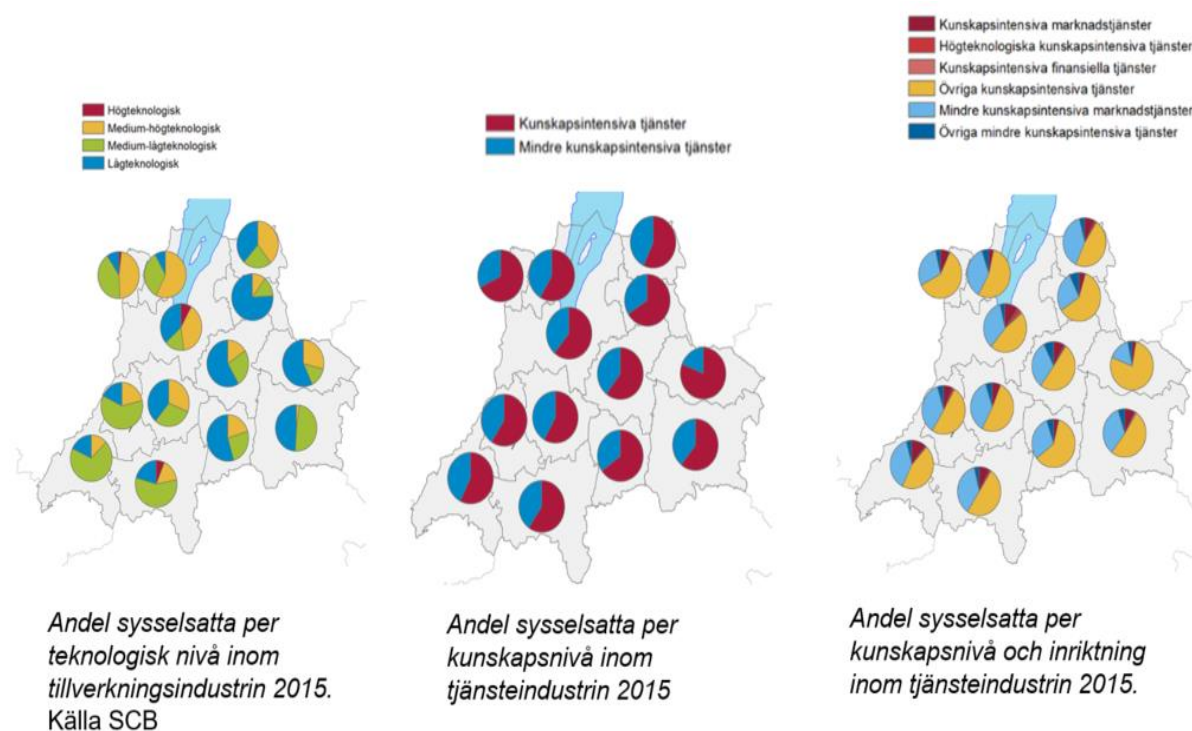 Högteknologisk
Medium-högteknologisk
Medium-lågteknologisk
Lågteknologisk
Andel sysselsatta per
teknologisk nivå inom
tillverkningsindustrin 2015.
Källa SCB
Kunskapsintensiva tjänster
Mindre kunskapsintensiva tjänster
Andel sysselsatta per
kunskapsnivå inom
tjänsteindustrin 2015
Kunskapsintensiva marknadstjänster
Högteknologiska kunskapsintensiva tjänster
Kunskapsintensiva finansiella tjänster
Övriga kunskapsintensiva tjänster
Mindre kunskapsintensiva marknadstjänster
Övriga mindre kunskapsintensiva tjänster
Andel sysselsatta per
kunskapsnivå och inriktning
inom tjänsteindustrin 2015.